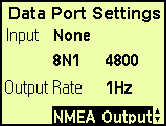 Data Port Settings
Input None
8N1 4800
Output Rate 1Hz
NMEA Output